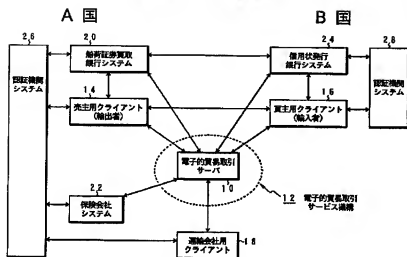 A 国
B 国
26
認証機関
システム
20
船荷証券買取
銀行システム
24
信用状発行
銀行システム
28
認証機関
システム
14
売主用クライアント
(輸出者)
16
買主用クライアント
(輸入者)
電子的貿易取引
サーバ
10
12 電子的貿易取引
サービス機構
22
保険会社
システム
運輸会社用
クライアント
18